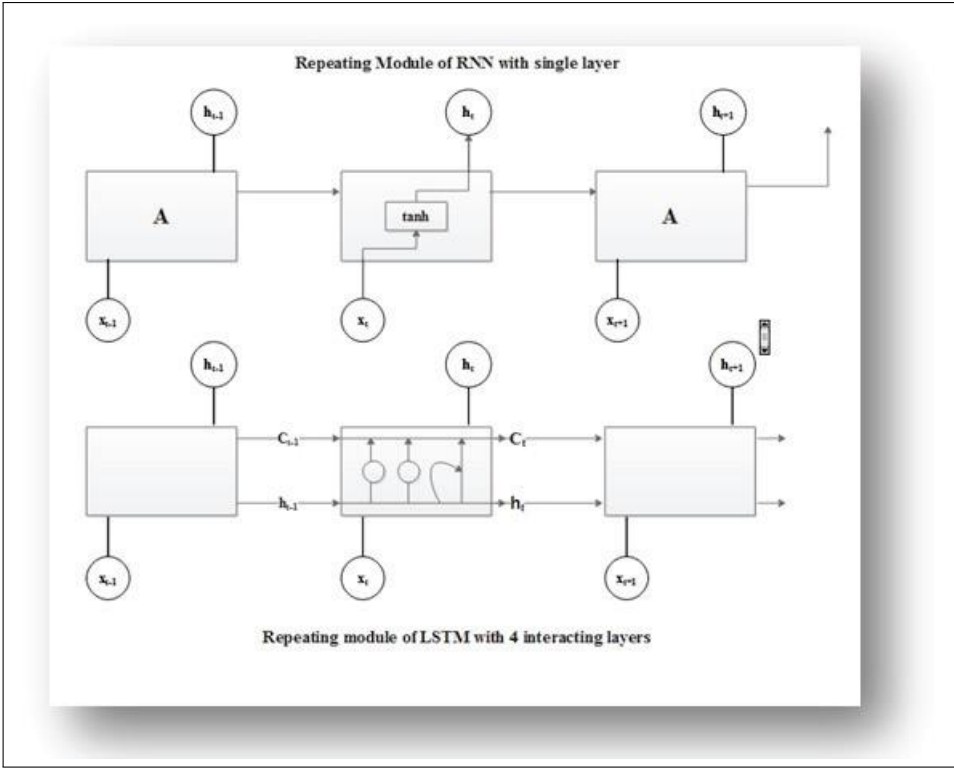 Repeating Module of RNN with single layer
hₜ₋₁ hₜ hₜ₊₁
A tanh A
xₜ₋₁ xₜ xₜ₊₁
hₜ₋₁ hₜ hₜ₊₁
Cₜ₋₁ Cₜ
hₜ₋₁ hₜ
xₜ₋₁ xₜ xₜ₊₁
Repeating module of LSTM with 4 interacting layers